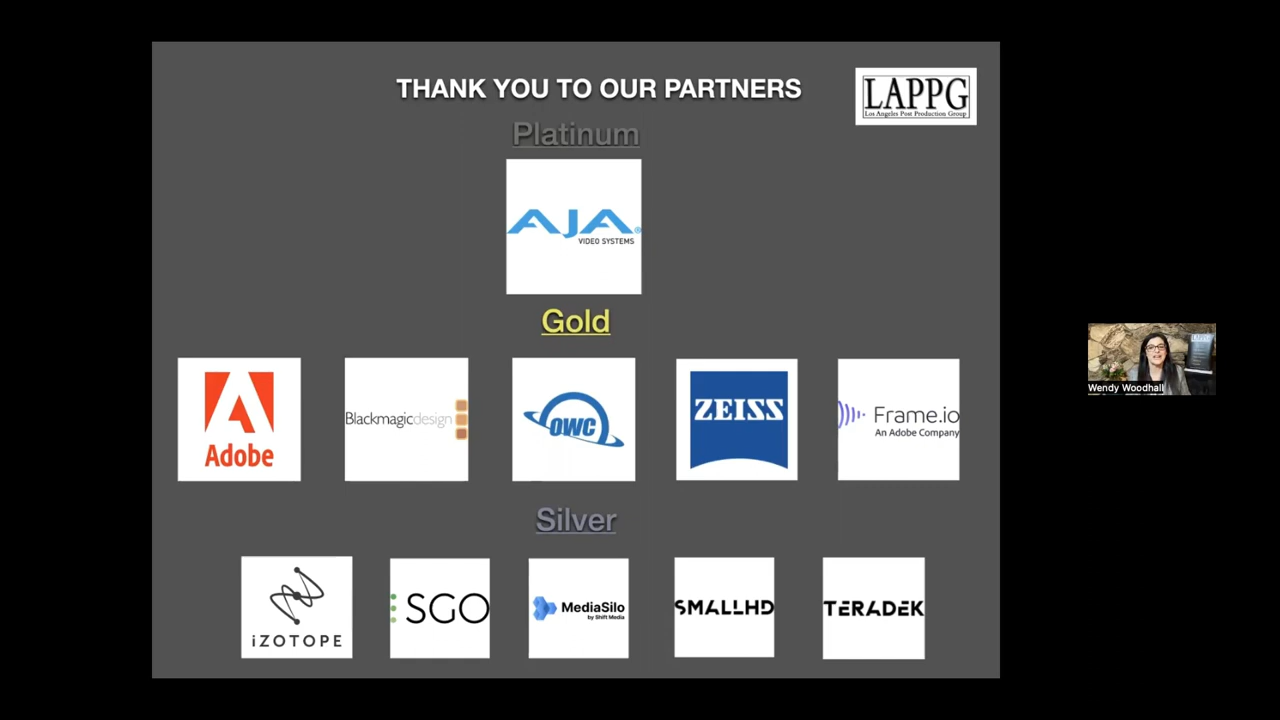 THANK YOU TO OUR PARTNERS
LAPPG
Los Angeles Post Production Group
Platinum
AJA®
VIDEO SYSTEMS
Gold
Adobe
Blackmagicdesign
OWC
ZEISS
Frame.io
An Adobe Company
Wendy Woodhall
Silver
iZOTOPE
SGO
MediaSilo
by Shift Media
SMALLHD
TERADEK